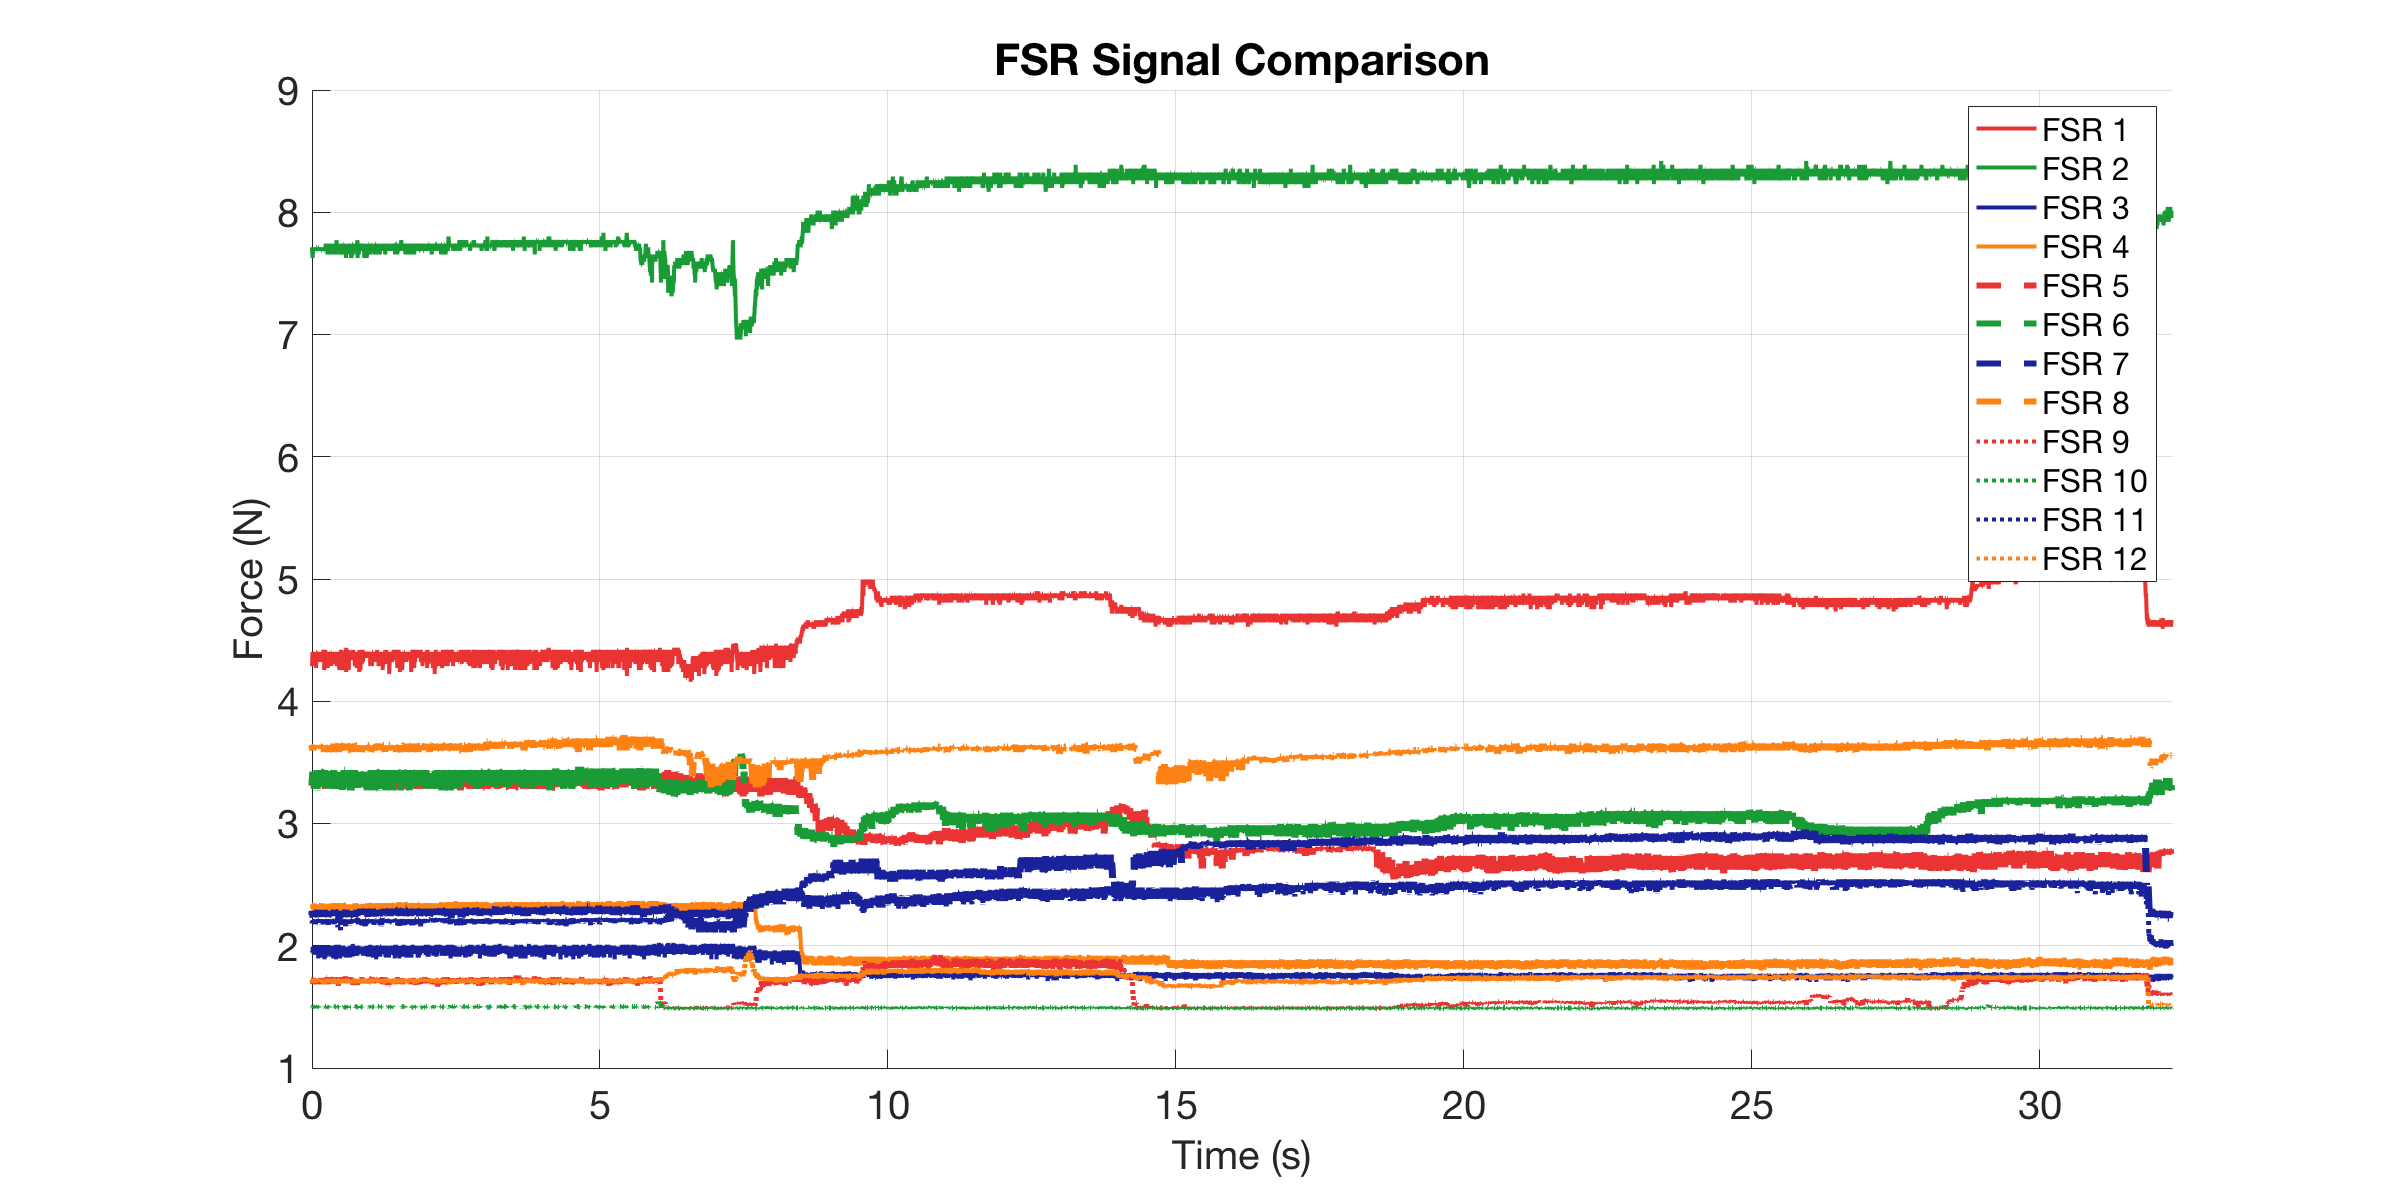 FSR Signal Comparison
9
8
7
6
5
4
3
2
1
Force (N)
FSR 1
FSR 2
FSR 3
FSR 4
FSR 5
FSR 6
FSR 7
FSR 8
FSR 9
FSR 10
FSR 11
FSR 12
0 5 10 15 20 25 30
Time (s)